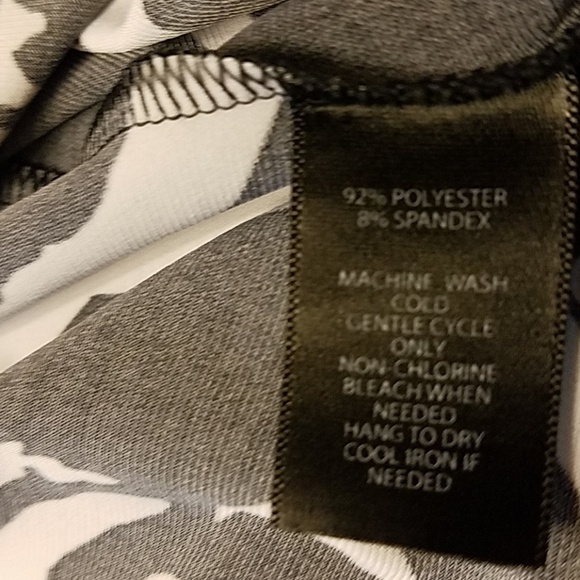 92% POLYESTER
8% SPANDEX
MACHINE WASH
COLD
GENTLE CYCLE
ONLY
NON-CHLORINE
BLEACH WHEN
NEEDED
HANG TO DRY
COOL IRON IF
NEEDED